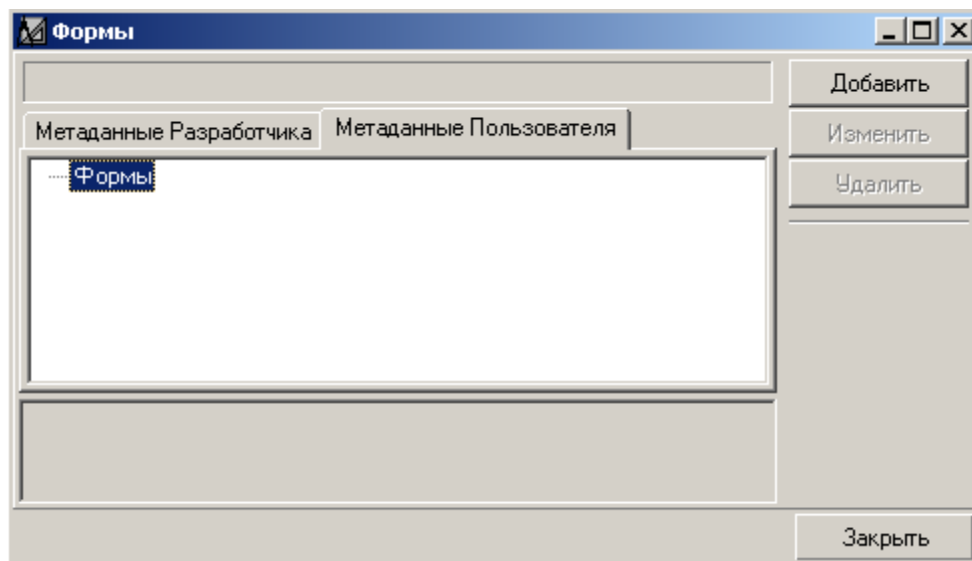 Формы
Добавить
Метаданные Разработчика
Метаданные Пользователя
Изменить
Формы
Удалить
Закрыть